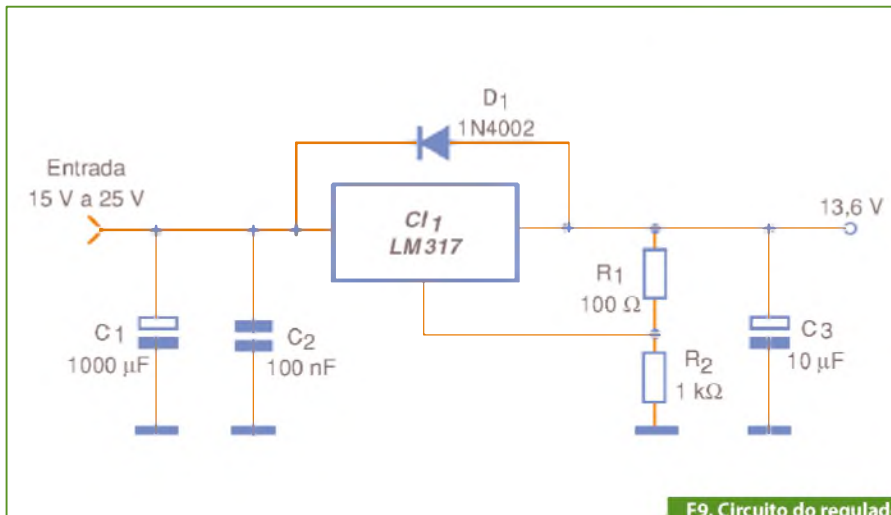 D1
1N4002
Entrada
15 V a 25 V
CI1
LM317
13,6 V
R1
100 Ω
C1
1000 µF
C2
100 nF
R2
1 kΩ
C3
10 µF
F9. Circuito do regulad